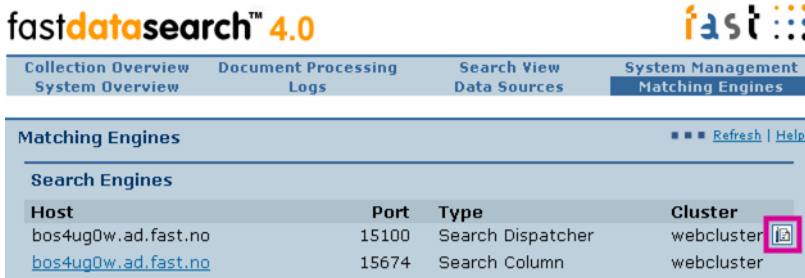 fastdatasearch™ 4.0 fast
Collection Overview Document Processing Search View System Management
System Overview Logs Data Sources Matching Engines
Matching Engines Refresh | Help
Search Engines
Host Port Type Cluster
bos4ug0w.ad.fast.no 15100 Search Dispatcher webcluster
bos4ug0w.ad.fast.no 15674 Search Column webcluster